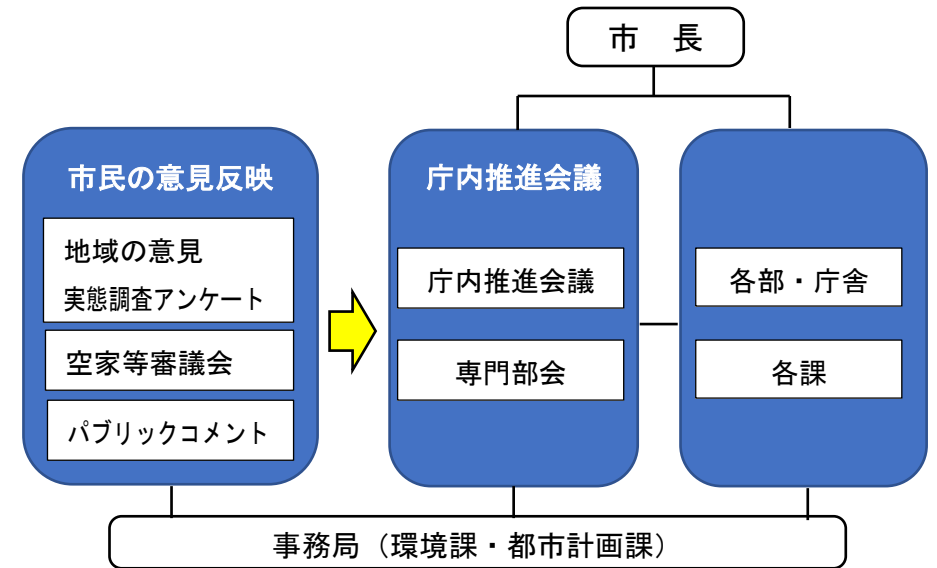 市　長
市民の意見反映
地域の意見
実態調査アンケート
空家等審議会
パブリックコメント
庁内推進会議
庁内推進会議
専門部会
各部・庁舎
各課
事務局（環境課・都市計画課）